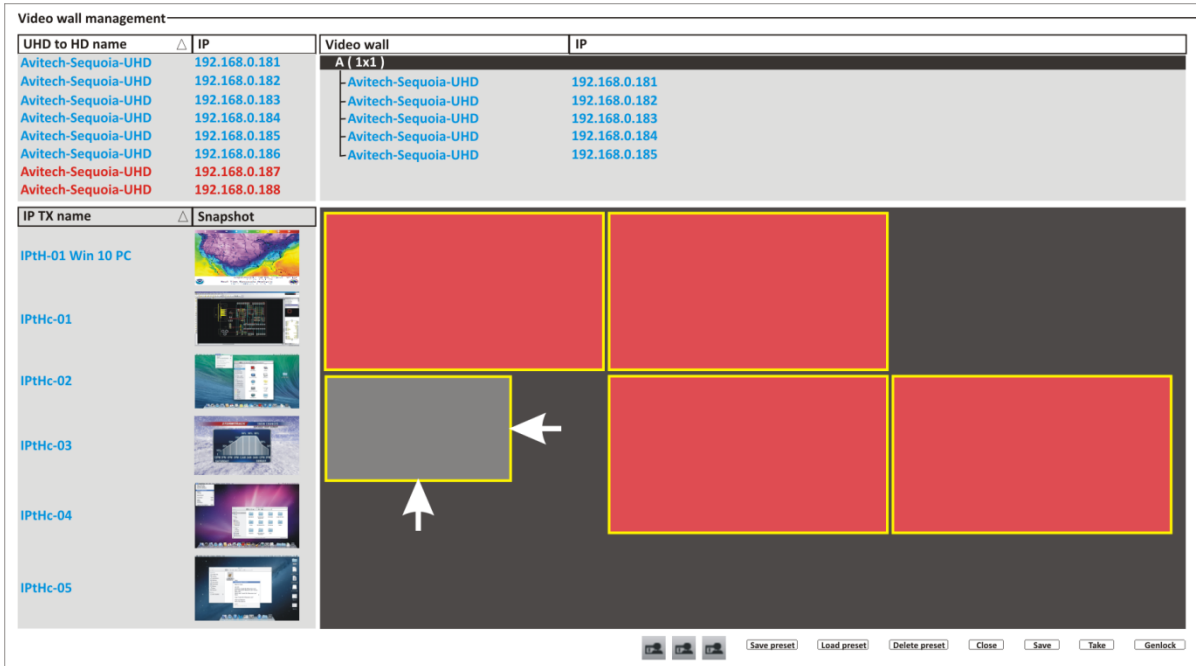 Video wall management
UHD to HD name △ IP
Avitech-Sequoia-UHD 192.168.0.181
Avitech-Sequoia-UHD 192.168.0.182
Avitech-Sequoia-UHD 192.168.0.183
Avitech-Sequoia-UHD 192.168.0.184
Avitech-Sequoia-UHD 192.168.0.185
Avitech-Sequoia-UHD 192.168.0.186
Avitech-Sequoia-UHD 192.168.0.187
Avitech-Sequoia-UHD 192.168.0.188
Video wall IP
A ( 1x1 )
Avitech-Sequoia-UHD 192.168.0.181
Avitech-Sequoia-UHD 192.168.0.182
Avitech-Sequoia-UHD 192.168.0.183
Avitech-Sequoia-UHD 192.168.0.184
Avitech-Sequoia-UHD 192.168.0.185
IP TX name △ Snapshot
IPtH-01 Win 10 PC
IPtHc-01
IPtHc-02
IPtHc-03
IPtHc-04
IPtHc-05
Save preset Load preset Delete preset Close Save Take Genlock